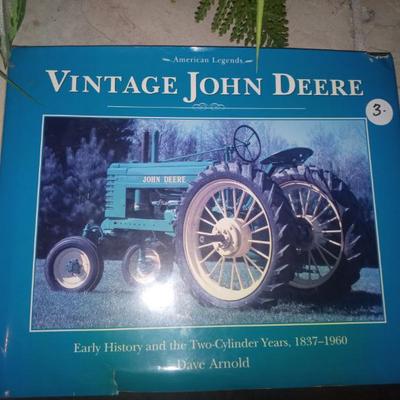 American Legends
VINTAGE JOHN DEERE
3-
JOHN DEERE
Early History and the Two-Cylinder Years, 1837–1960
Dave Arnold